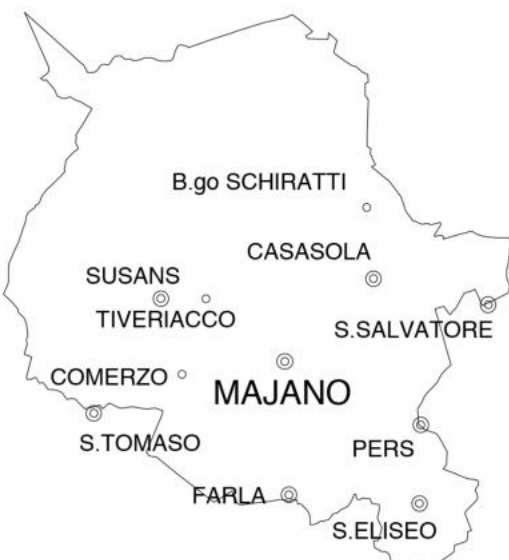 B.go SCHIRATTI
CASASOLA
SUSANS
TIVERIACCO
S.SALVATORE
COMERZO
MAJANO
S.TOMASO
PERS
FARLA
S.ELISEO